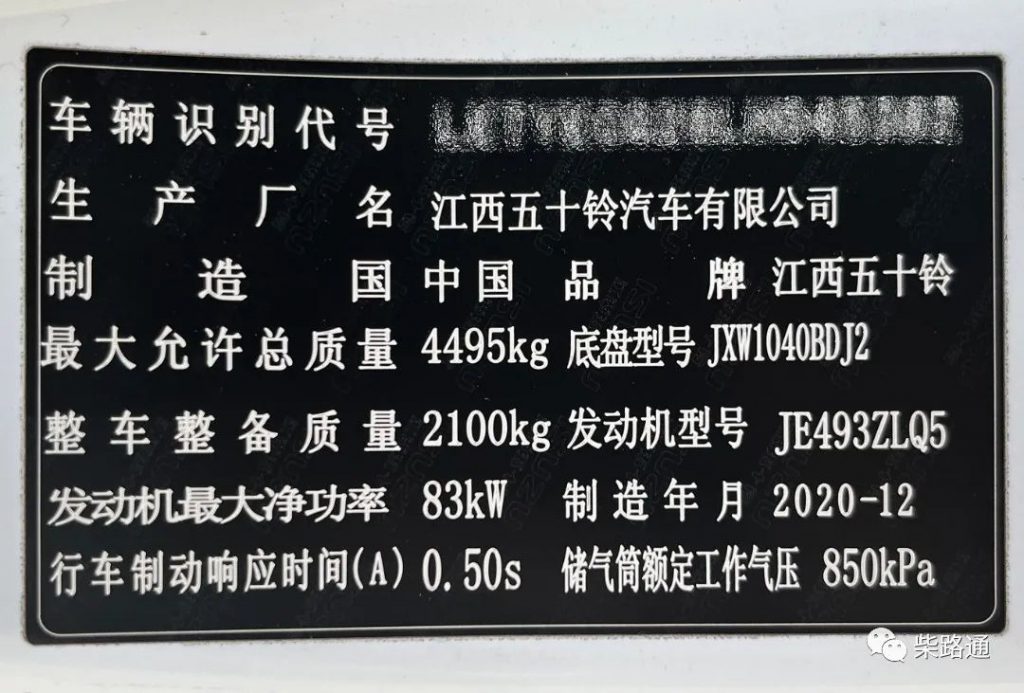 车辆识别代号
生产厂名 江西五十铃汽车有限公司
制造国 中国 品牌 江西五十铃
最大允许总质量 4495kg 底盘型号 JXW1040BDJ2
整车整备质量 2100kg 发动机型号 JE493ZLQ5
发动机最大净功率 83kW 制造年月 2020-12
行车制动响应时间(A) 0.50s 储气筒额定工作气压 850kPa
柴路通